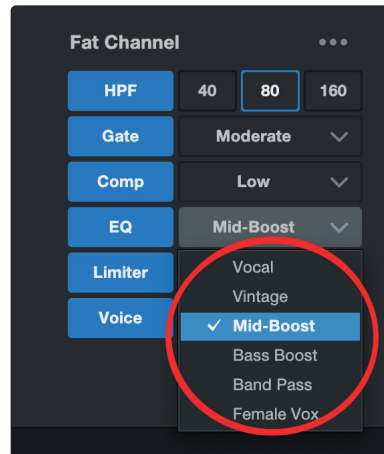 Fat Channel
HPF 40 80 160
Gate Moderate
Comp Low
EQ Mid-Boost
Limiter
Voice
Vocal
Vintage
Mid-Boost
Bass Boost
Band Pass
Female Vox